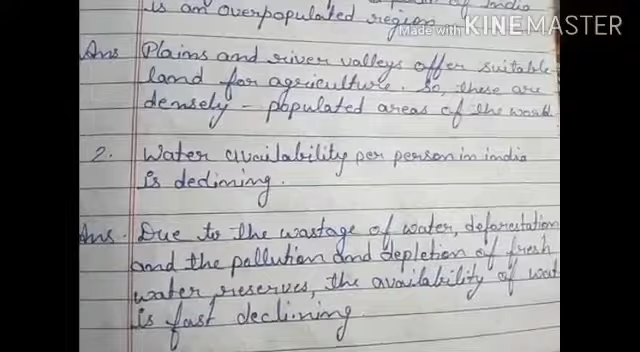 of India
is an overpopulated region
Made with KINEMASTER
Ans Plains and river valleys offer suitable
land for agriculture. So, these are
densely - populated areas of the world
2. Water availability per person in india
is declining.
Ans. Due to the wastage of water, deforestation
and the pollution and depletion of fresh
water reserves, the availability of wat
is fast declining.